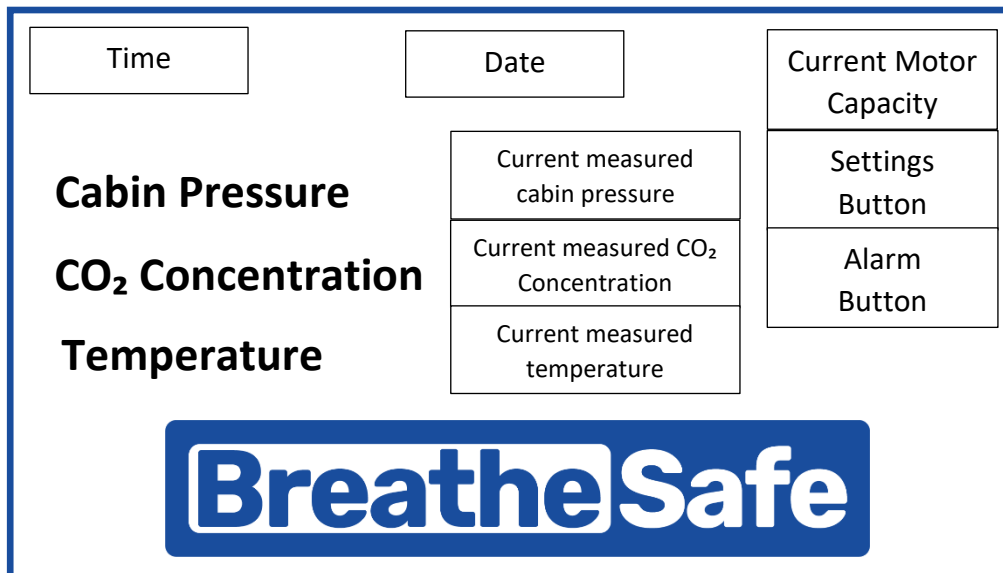 Time
Date
Current Motor
Capacity
Cabin Pressure
Current measured
cabin pressure
Settings
Button
CO₂ Concentration
Current measured CO₂
Concentration
Alarm
Button
Temperature
Current measured
temperature
BreatheSafe